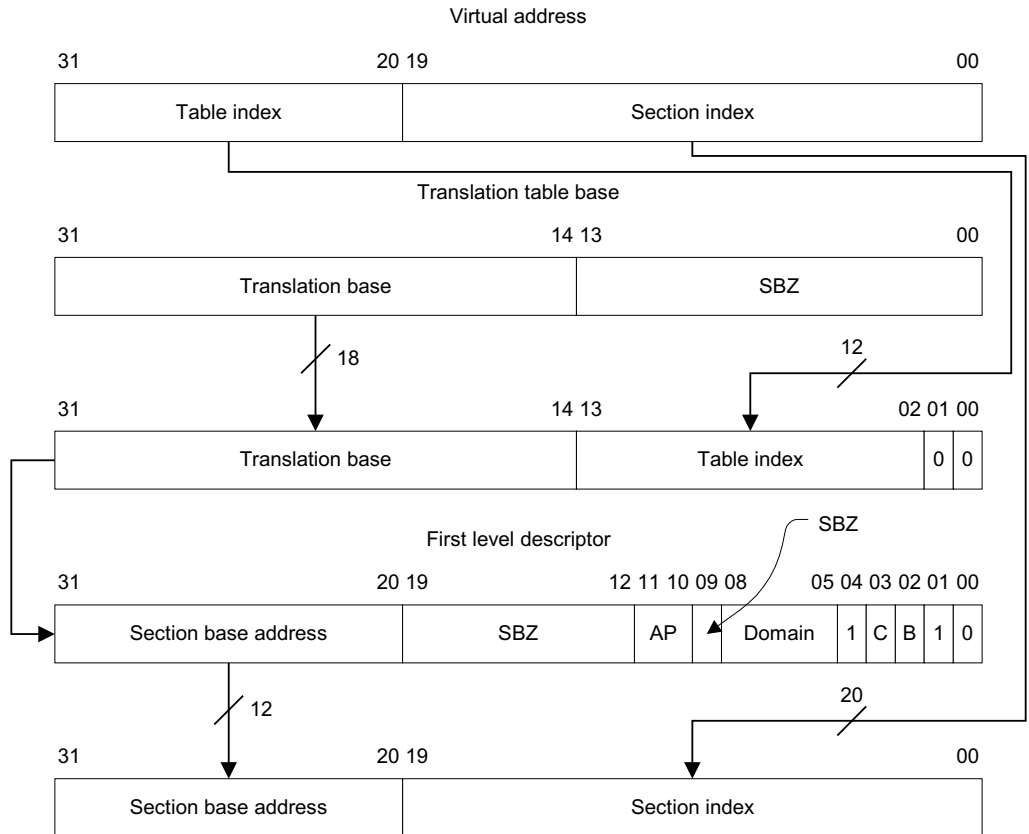 Virtual address
31 20 19 00
Table index Section index
Translation table base
31 14 13 00
Translation base SBZ
18 12
31 14 13 02 01 00
Translation base Table index 0 0
SBZ
First level descriptor
31 20 19 12 11 10 09 08 05 04 03 02 01 00
Section base address SBZ AP Domain 1 C B 1 0
12 20
31 20 19 00
Section base address Section index